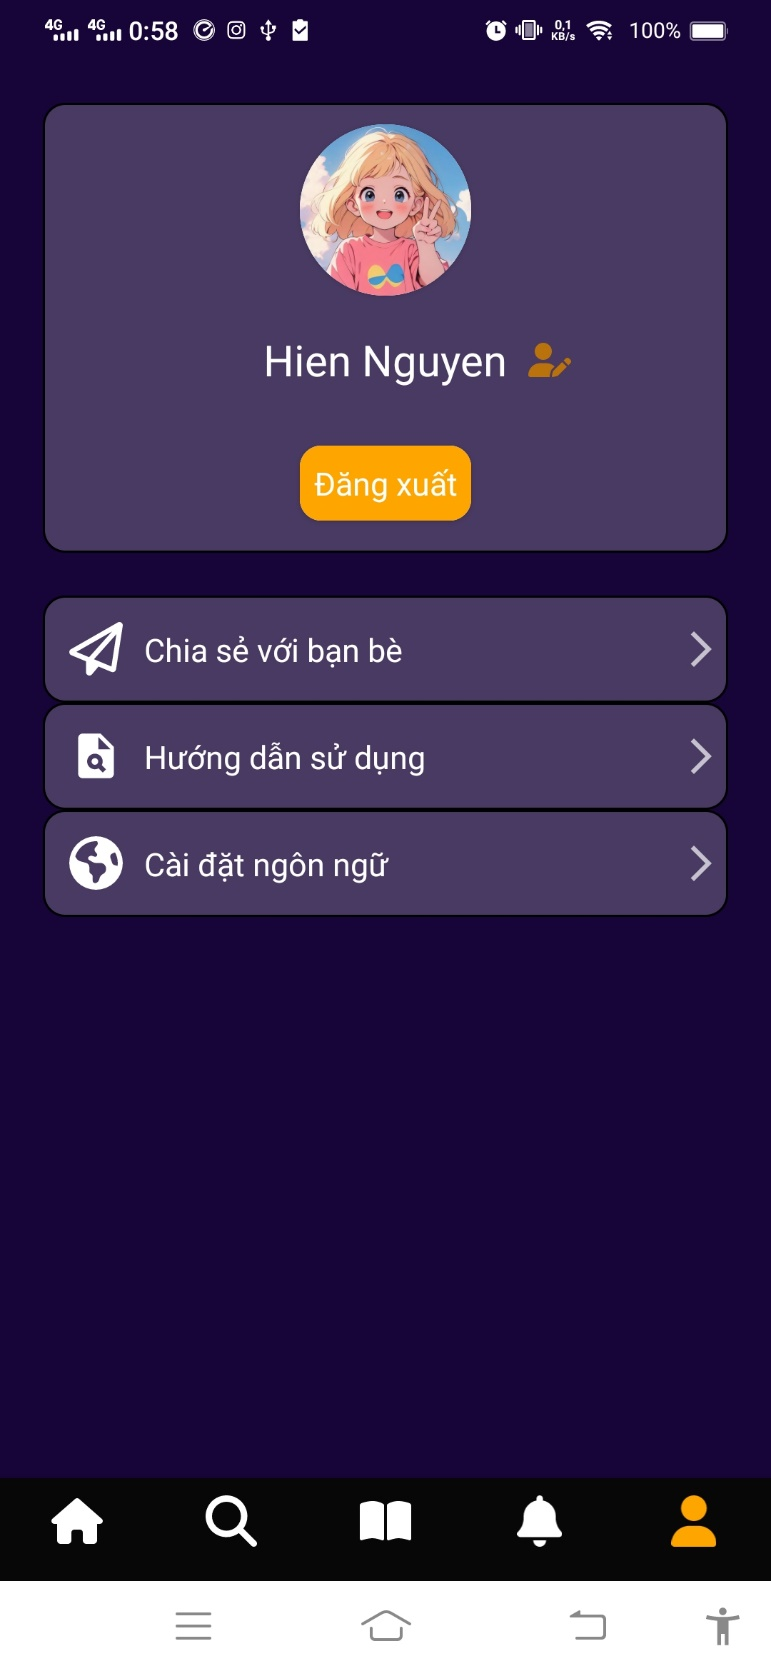 4G 4G 0:58 0,1 KB/s 100%
Hien Nguyen
Đăng xuất
Chia sẻ với bạn bè
Hướng dẫn sử dụng
Cài đặt ngôn ngữ